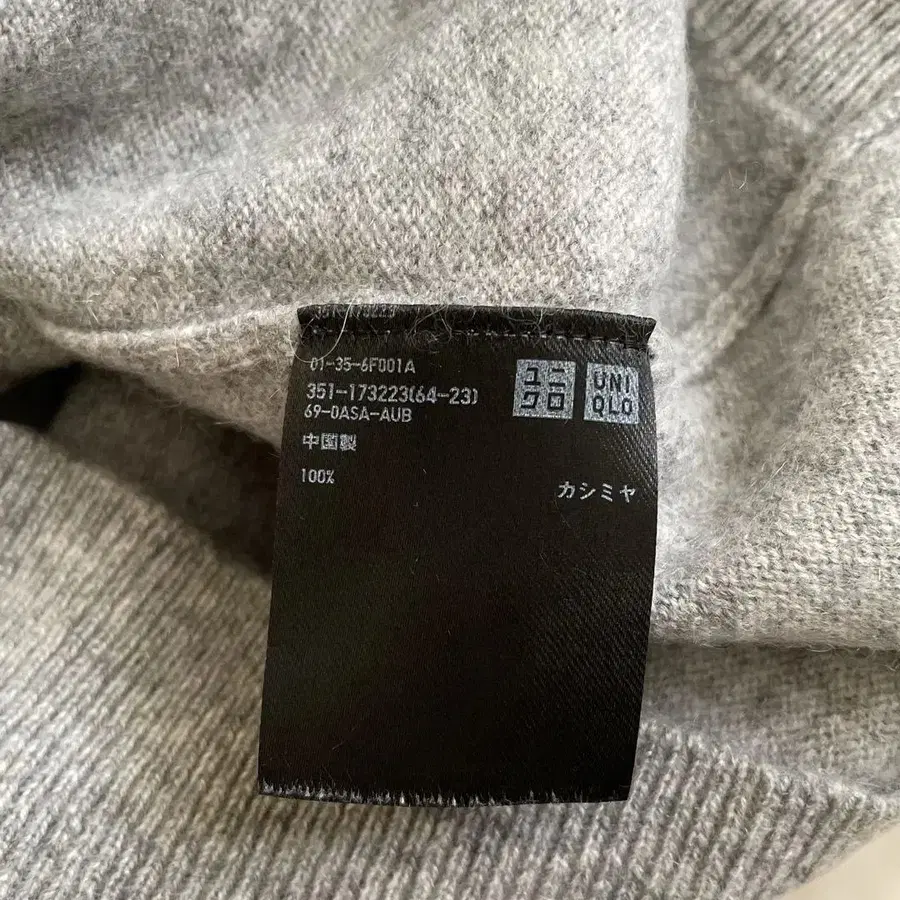 01-35-6F001A
351-173223(64-23)
69-0ASA-AUB
ユニ
クロ
UNI
QLO
中国製
100% カシミヤ